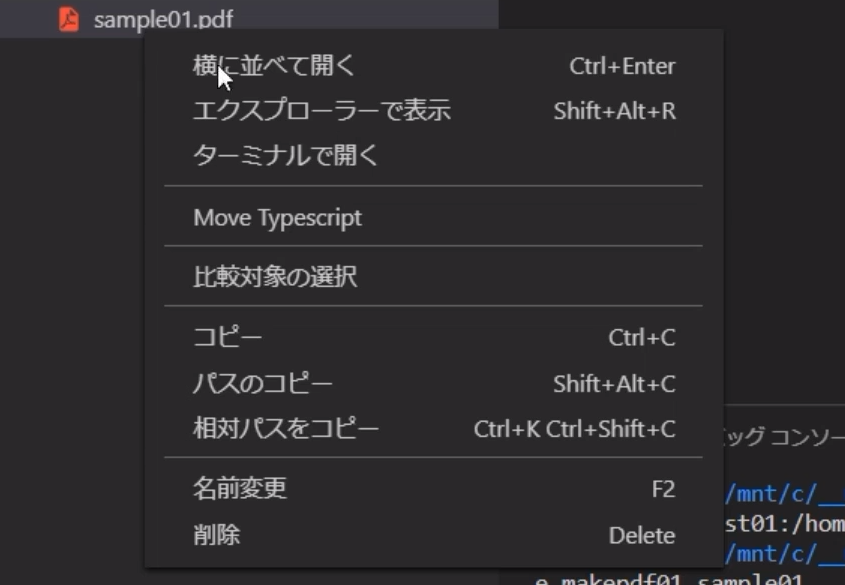 sample01.pdf
横に並べて開く Ctrl+Enter
エクスプローラーで表示 Shift+Alt+R
ターミナルで開く
Move Typescript
比較対象の選択
コピー Ctrl+C
パスのコピー Shift+Alt+C
相対パスをコピー Ctrl+K Ctrl+Shift+C
ッグ コンソー
名前変更 F2
/mnt/c/__
st01:/hom
削除 Delete
/mnt/c/__
e makepdf01 sample01